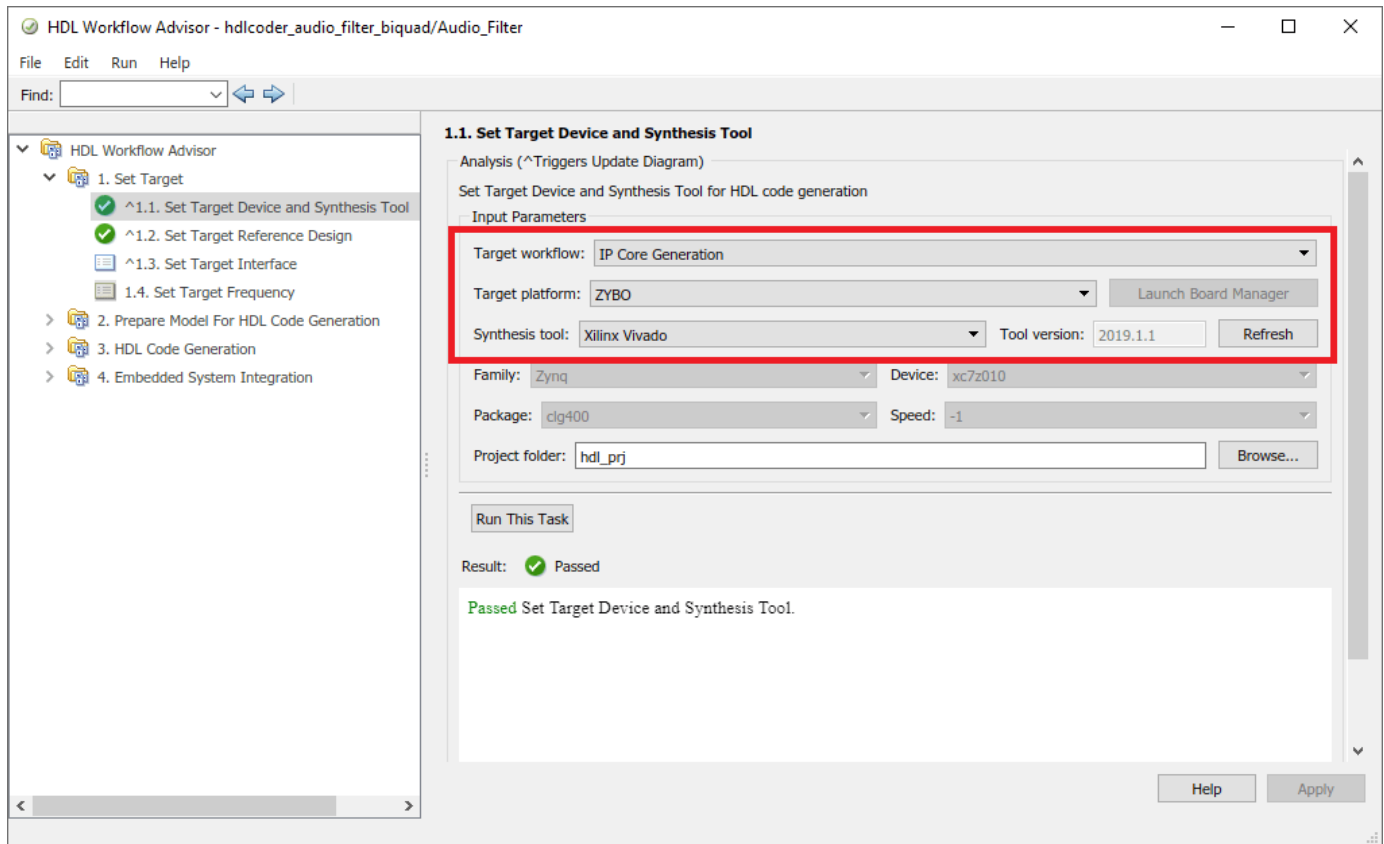 HDL Workflow Advisor - hdlcoder_audio_filter_biquad/Audio_Filter
File Edit Run Help
Find:
HDL Workflow Advisor
1. Set Target
^1.1. Set Target Device and Synthesis Tool
^1.2. Set Target Reference Design
^1.3. Set Target Interface
1.4. Set Target Frequency
2. Prepare Model For HDL Code Generation
3. HDL Code Generation
4. Embedded System Integration
1.1. Set Target Device and Synthesis Tool
Analysis (^Triggers Update Diagram)
Set Target Device and Synthesis Tool for HDL code generation
Input Parameters
Target workflow: IP Core Generation
Target platform: ZYBO Launch Board Manager
Synthesis tool: Xilinx Vivado Tool version: 2019.1.1 Refresh
Family: Zynq Device: xc7z010
Package: clg400 Speed: -1
Project folder: hdl_prj Browse...
Run This Task
Result: Passed
Passed Set Target Device and Synthesis Tool.
Help Apply